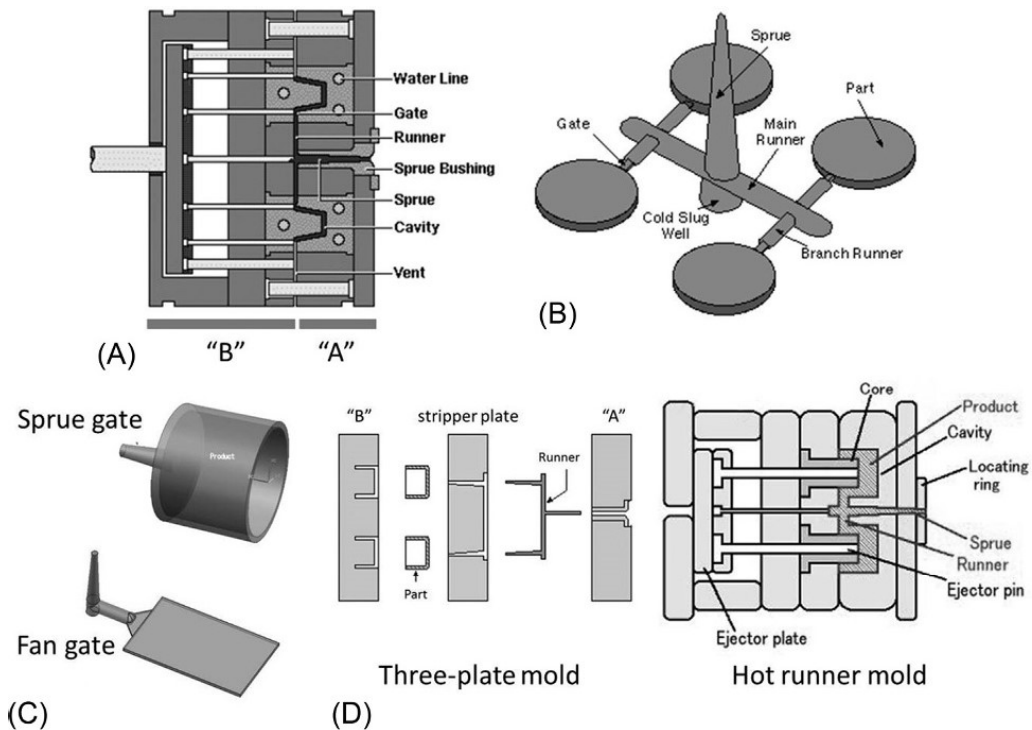 Water Line
Gate
Runner
Sprue Bushing
Sprue
Cavity
Vent
(A)
"B"
"A"
Sprue
Part
Gate
Main
Runner
Cold Slug
Well
Branch Runner
(B)
Sprue gate
Product
Fan gate
(C)
"B"
stripper plate
"A"
Runner
Part
Three-plate mold
(D)
Core
Product
Cavity
Locating
ring
Sprue
Runner
Ejector pin
Ejector plate
Hot runner mold